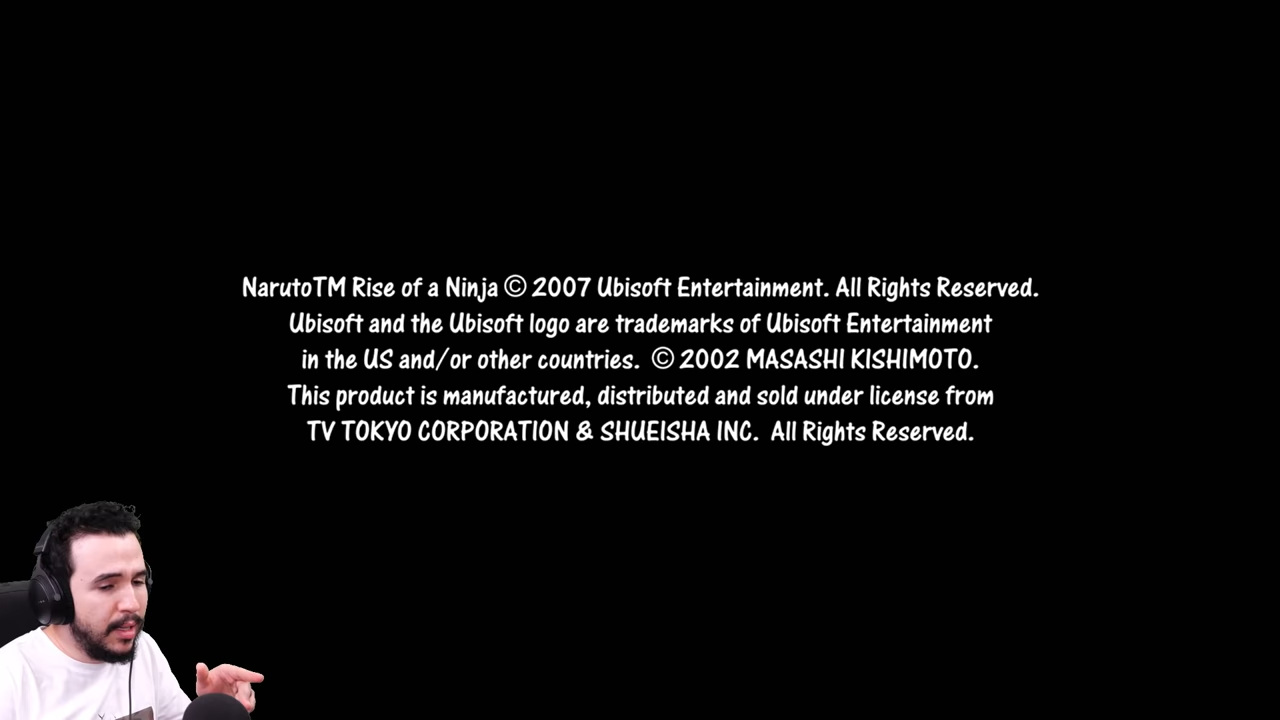 NarutoTM Rise of a Ninja © 2007 Ubisoft Entertainment. All Rights Reserved.
Ubisoft and the Ubisoft logo are trademarks of Ubisoft Entertainment
in the US and/or other countries. © 2002 MASASHI KISHIMOTO.
This product is manufactured, distributed and sold under license from
TV TOKYO CORPORATION & SHUEISHA INC. All Rights Reserved.